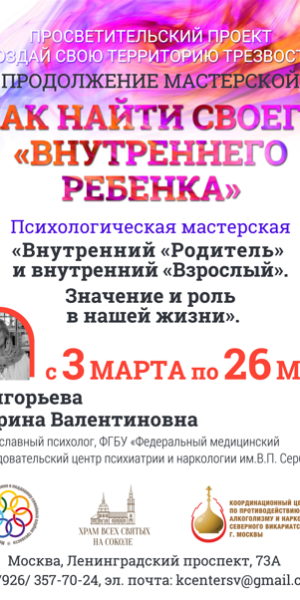 ПРОСВЕТИТЕЛЬСКИЙ ПРОЕКТ
ОЗДАЙ СВОЮ ТЕРРИТОРИЮ ТРЕЗВОСТ
ПРОДОЛЖЕНИЕ МАСТЕРСКОЙ
АК НАЙТИ СВОЕГ
«ВНУТРЕННЕГО
РЕБЕНКА»
Психологическая мастерская
«Внутренний «Родитель»
и внутренний «Взрослый».
Значение и роль
в нашей жизни».
с 3 МАРТА по 26 М
игорьева
рина Валентиновна
славный психолог, ФГБУ «Федеральный медицинский
довательский центр психиатрии и наркологии им.В.П. Серб
ХРАМ ВСЕХ СВЯТЫХ
НА СОКОЛЕ
КООРДИНАЦИОННЫЙ ЦЕ
ПО ПРОТИВОДЕЙСТВИЮ
АЛКОГОЛИЗМУ И НАРКО
СЕВЕРНОГО ВИКАРИАТС
Г. МОСКВЫ
Москва, Ленинградский проспект, 73А
/926/ 357-70-24, эл. почта: kcentersv@gmail.c